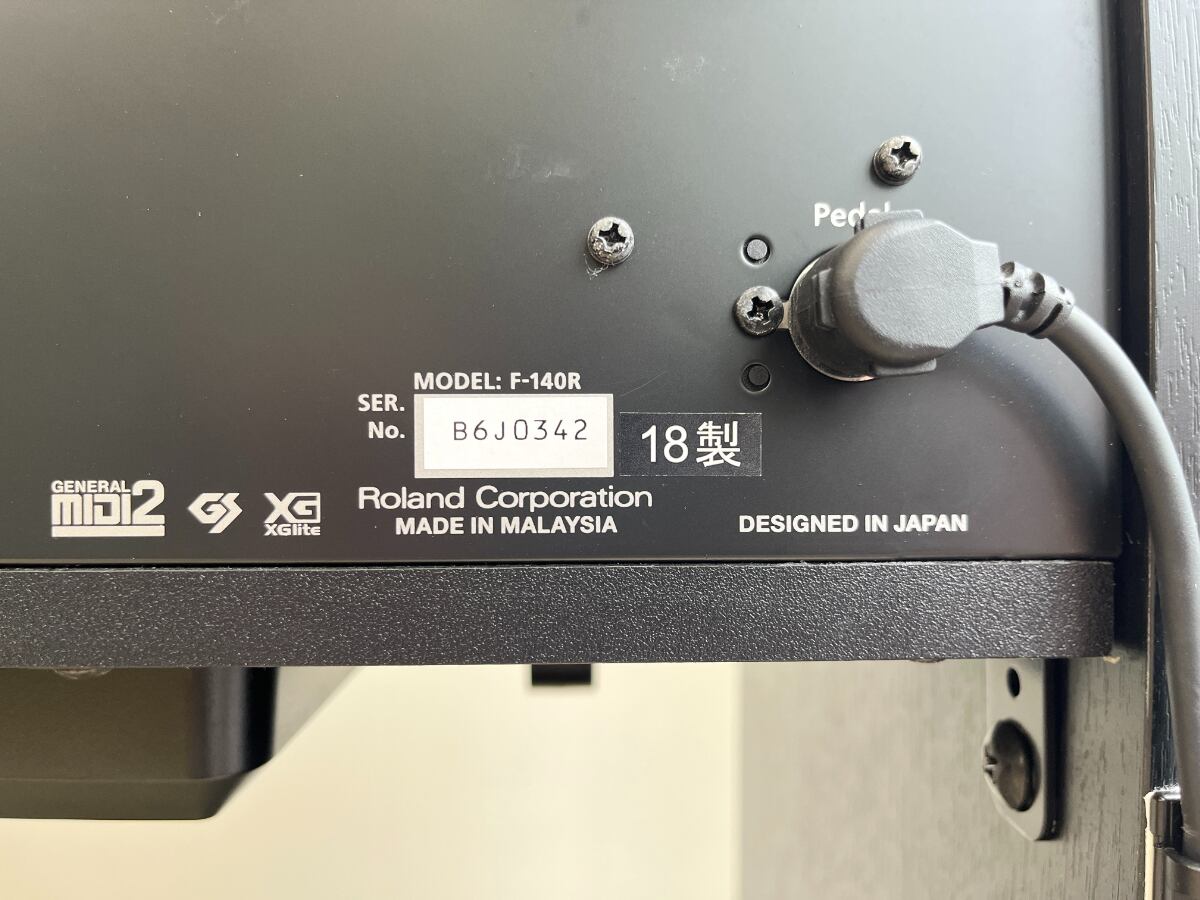 MODEL: F-140R
SER.
No.
B6J0342
18製
GENERAL
MIDI2
GS
XG
XGlite
Roland Corporation
MADE IN MALAYSIA
DESIGNED IN JAPAN